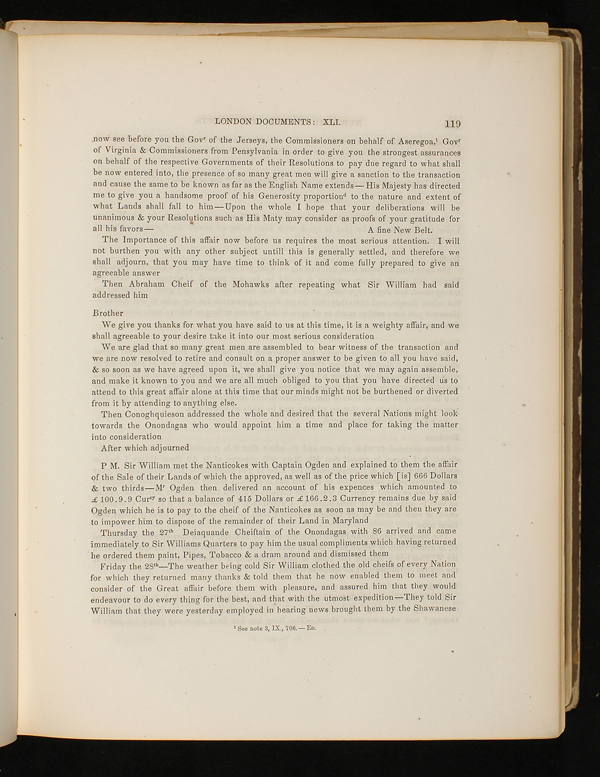 LONDON DOCUMENTS: XLI. 119
now see before you the Govr of the Jerseys, the Commissioners on behalf of Aseregoa,¹ Govr
of Virginia & Commissioners from Pensylvania in order to give you the strongest assurances
on behalf of the respective Governments of their Resolutions to pay due regard to what shall
be now entered into, the presence of so many great men will give a sanction to the transaction
and cause the same to be known as far as the English Name extends—His Majesty has directed
me to give you a handsome proof of his Generosity proportiond to the nature and extent of
what Lands shall fall to him—Upon the whole I hope that your deliberations will be
unanimous & your Resolutions such as His Maty may consider as proofs of your gratitude for
all his favors— A fine New Belt.
The Importance of this affair now before us requires the most serious attention. I will
not burthen you with any other subject untill this is generally settled, and therefore we
shall adjourn, that you may have time to think of it and come fully prepared to give an
agreeable answer
Then Abraham Cheif of the Mohawks after repeating what Sir William had said
addressed him
Brother
We give you thanks for what you have said to us at this time, it is a weighty affair, and we
shall agreeable to your desire take it into our most serious consideration
We are glad that so many great men are assembled to bear witness of the transaction and
we are now resolved to retire and consult on a proper answer to be given to all you have said,
& so soon as we have agreed upon it, we shall give you notice that we may again assemble,
and make it known to you and we are all much obliged to you that you have directed us to
attend to this great affair alone at this time that our minds might not be burthened or diverted
from it by attending to anything else.
Then Conoghquieson addressed the whole and desired that the several Nations might look
towards the Onondagas who would appoint him a time and place for taking the matter
into consideration
After which adjourned
P M. Sir William met the Nanticokes with Captain Ogden and explained to them the affair
of the Sale of their Lands of which the approved, as well as of the price which [is] 666 Dollars
& two thirds—Mr Ogden then delivered an account of his expences which amounted to
£100.9.9 Curcy so that a balance of 415 Dollars or £166.2.3 Currency remains due by said
Ogden which he is to pay to the cheif of the Nanticokes as soon as may be and then they are
to impower him to dispose of the remainder of their Land in Maryland
Thursday the 27th Deiaquande Cheiftain of the Onondagas with 86 arrived and came
immediately to Sir Williams Quarters to pay him the usual compliments which having returned
he ordered them paint, Pipes, Tobacco & a dram around and dismissed them
Friday the 28th—The weather being cold Sir William clothed the old cheifs of every Nation
for which they returned many thanks & told them that he now enabled them to meet and
consider of the Great affair before them with pleasure, and assured him that they would
endeavour to do every thing for the best, and that with the utmost expedition—They told Sir
William that they were yesterday employed in hearing news brought them by the Shawanese
¹ See note 3, IX., 706.—Ed.